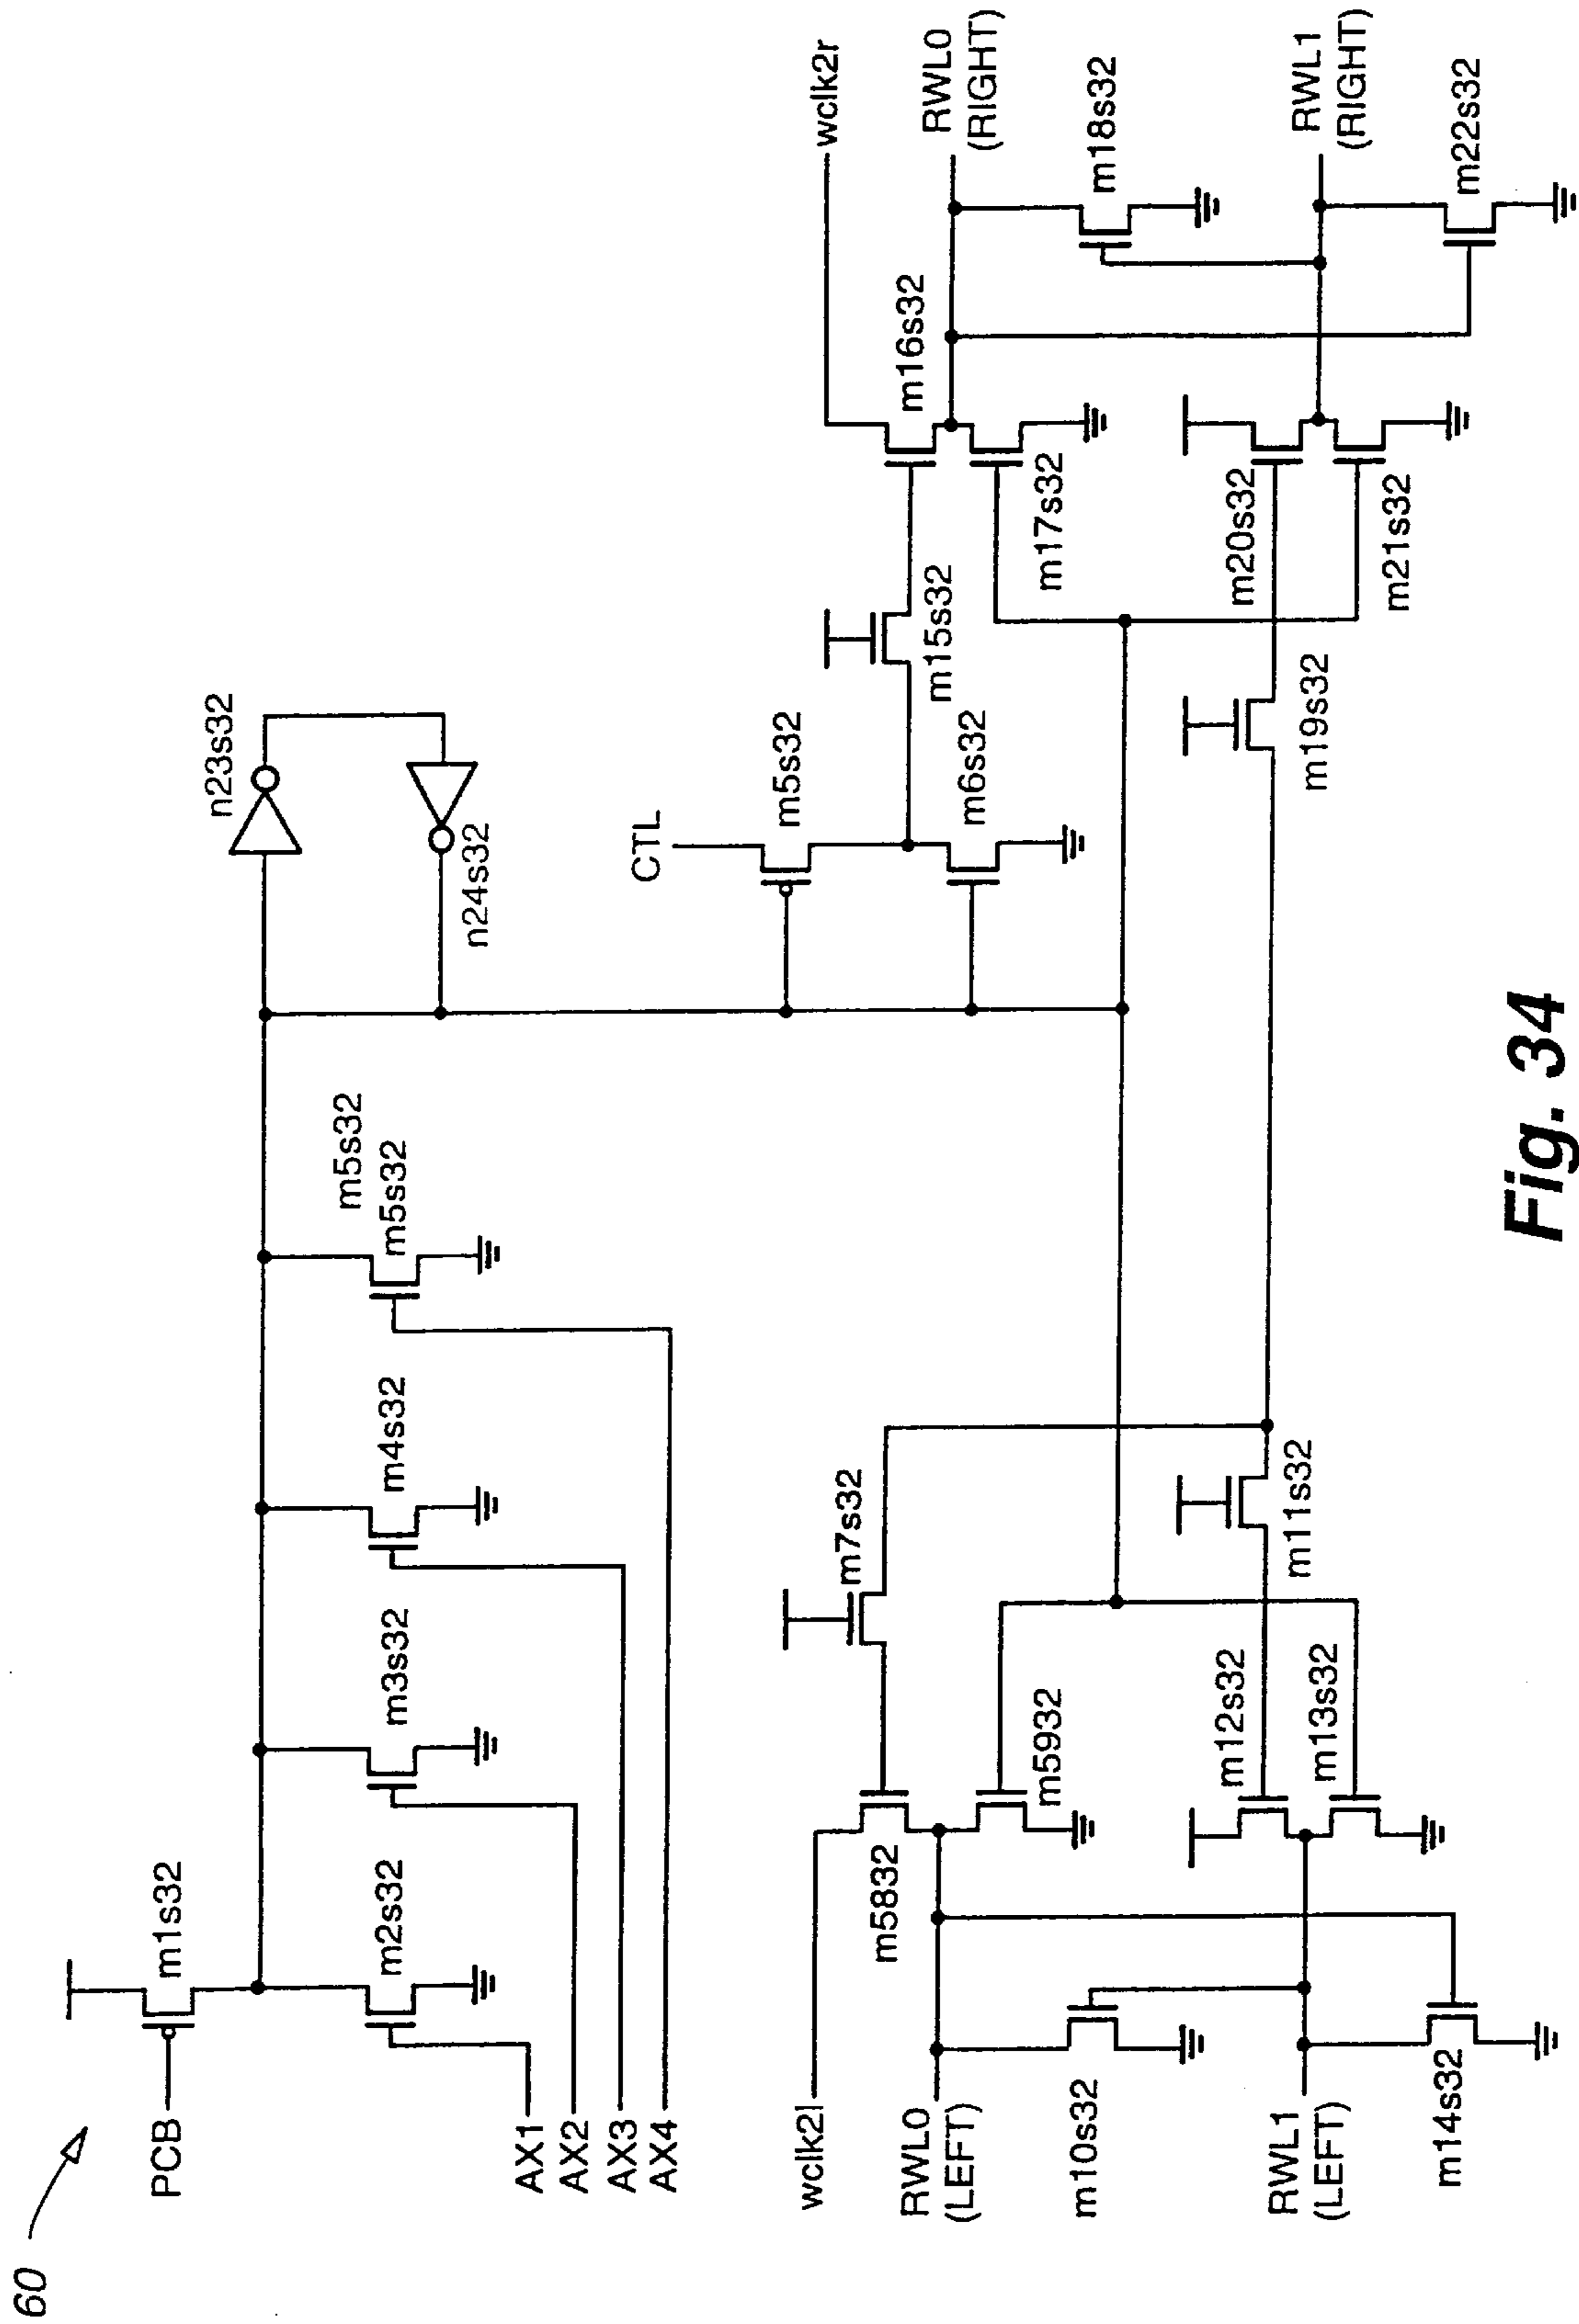 60
PCB
m1s32
AX1
AX2
AX3
AX4
m2s32
m3s32
m4s32
m5s32
m5s32
n23s32
n24s32
CTL
m5s32
m6s32
wclk2l
RWL0
(LEFT)
m10s32
RWL1
(LEFT)
m14s32
m5832
m5932
m7s32
m12s32
m13s32
m11s32
m15s32
m16s32
m17s32
m19s32
m20s32
m21s32
wclk2r
RWL0
(RIGHT)
m18s32
RWL1
(RIGHT)
m22s32
Fig. 34